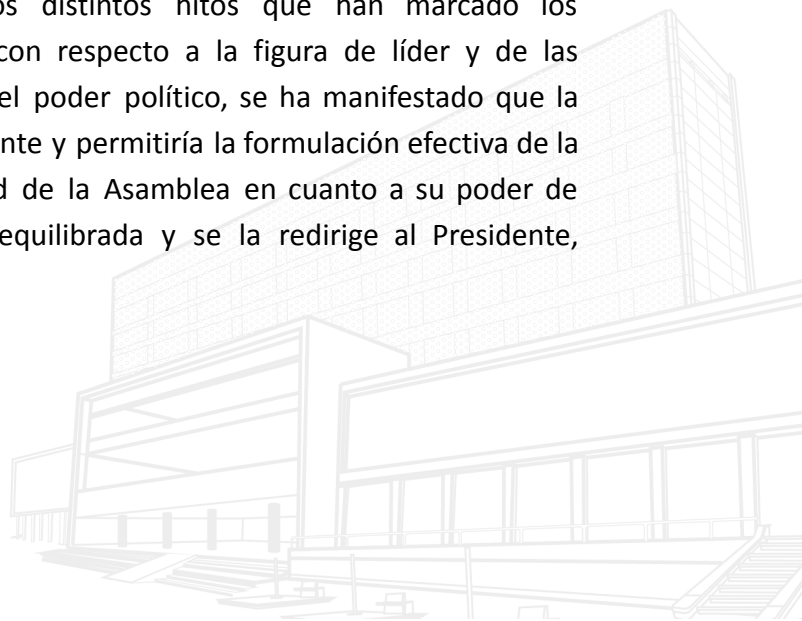 os distintos hitos que han marcado los
con respecto a la figura de líder y de las
el poder político, se ha manifestado que la
nte y permitiría la formulación efectiva de la
d de la Asamblea en cuanto a su poder de
equilibrada y se la redirige al Presidente,